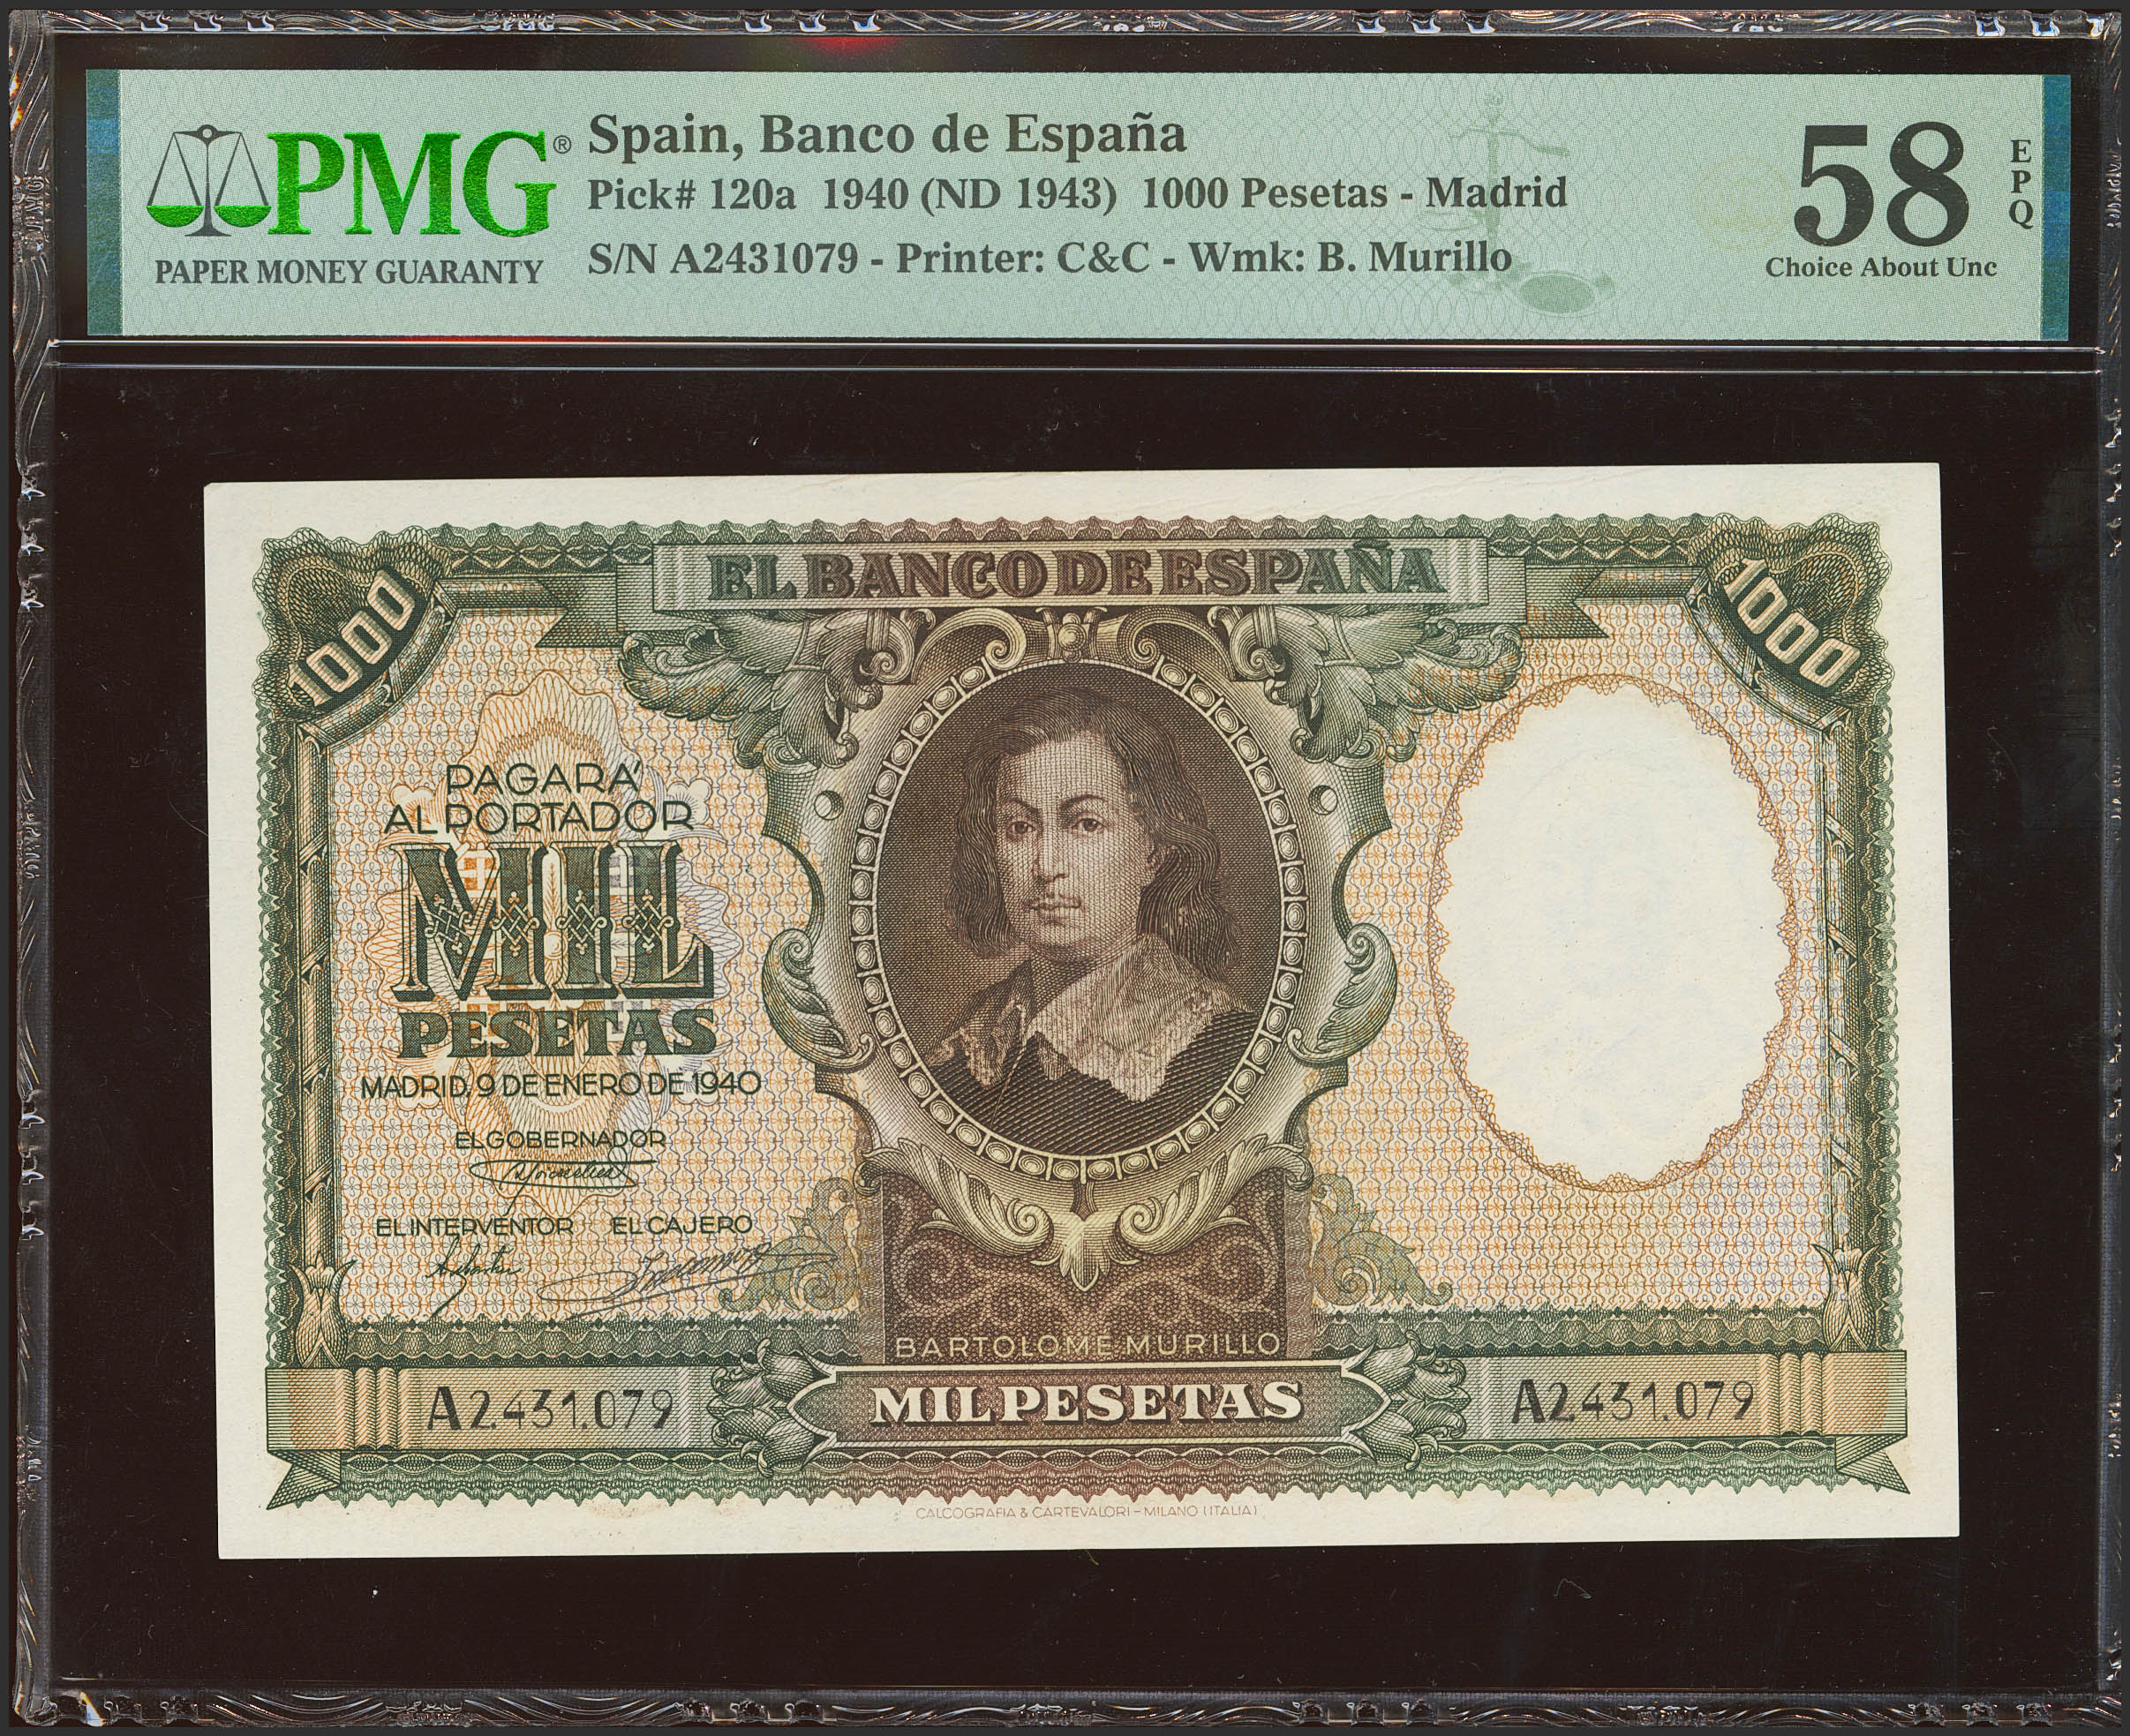 PMG®
PAPER MONEY GUARANTY
Spain, Banco de España
Pick# 120a 1940 (ND 1943) 1000 Pesetas - Madrid
S/N A2431079 - Printer: C&C - Wmk: B. Murillo
58
EPQ
Choice About Unc
EL BANCO DE ESPAÑA
1000
1000
PAGARÁ
AL PORTADOR
MIL
PESETAS
MADRID, 9 DE ENERO DE 1940
EL GOBERNADOR
EL INTERVENTOR EL CAJERO
BARTOLOME MURILLO
A2.431.079
MIL PESETAS
A2.431.079
CALCOGRAFIA & CARTEVALORI - MILANO (ITALIA)